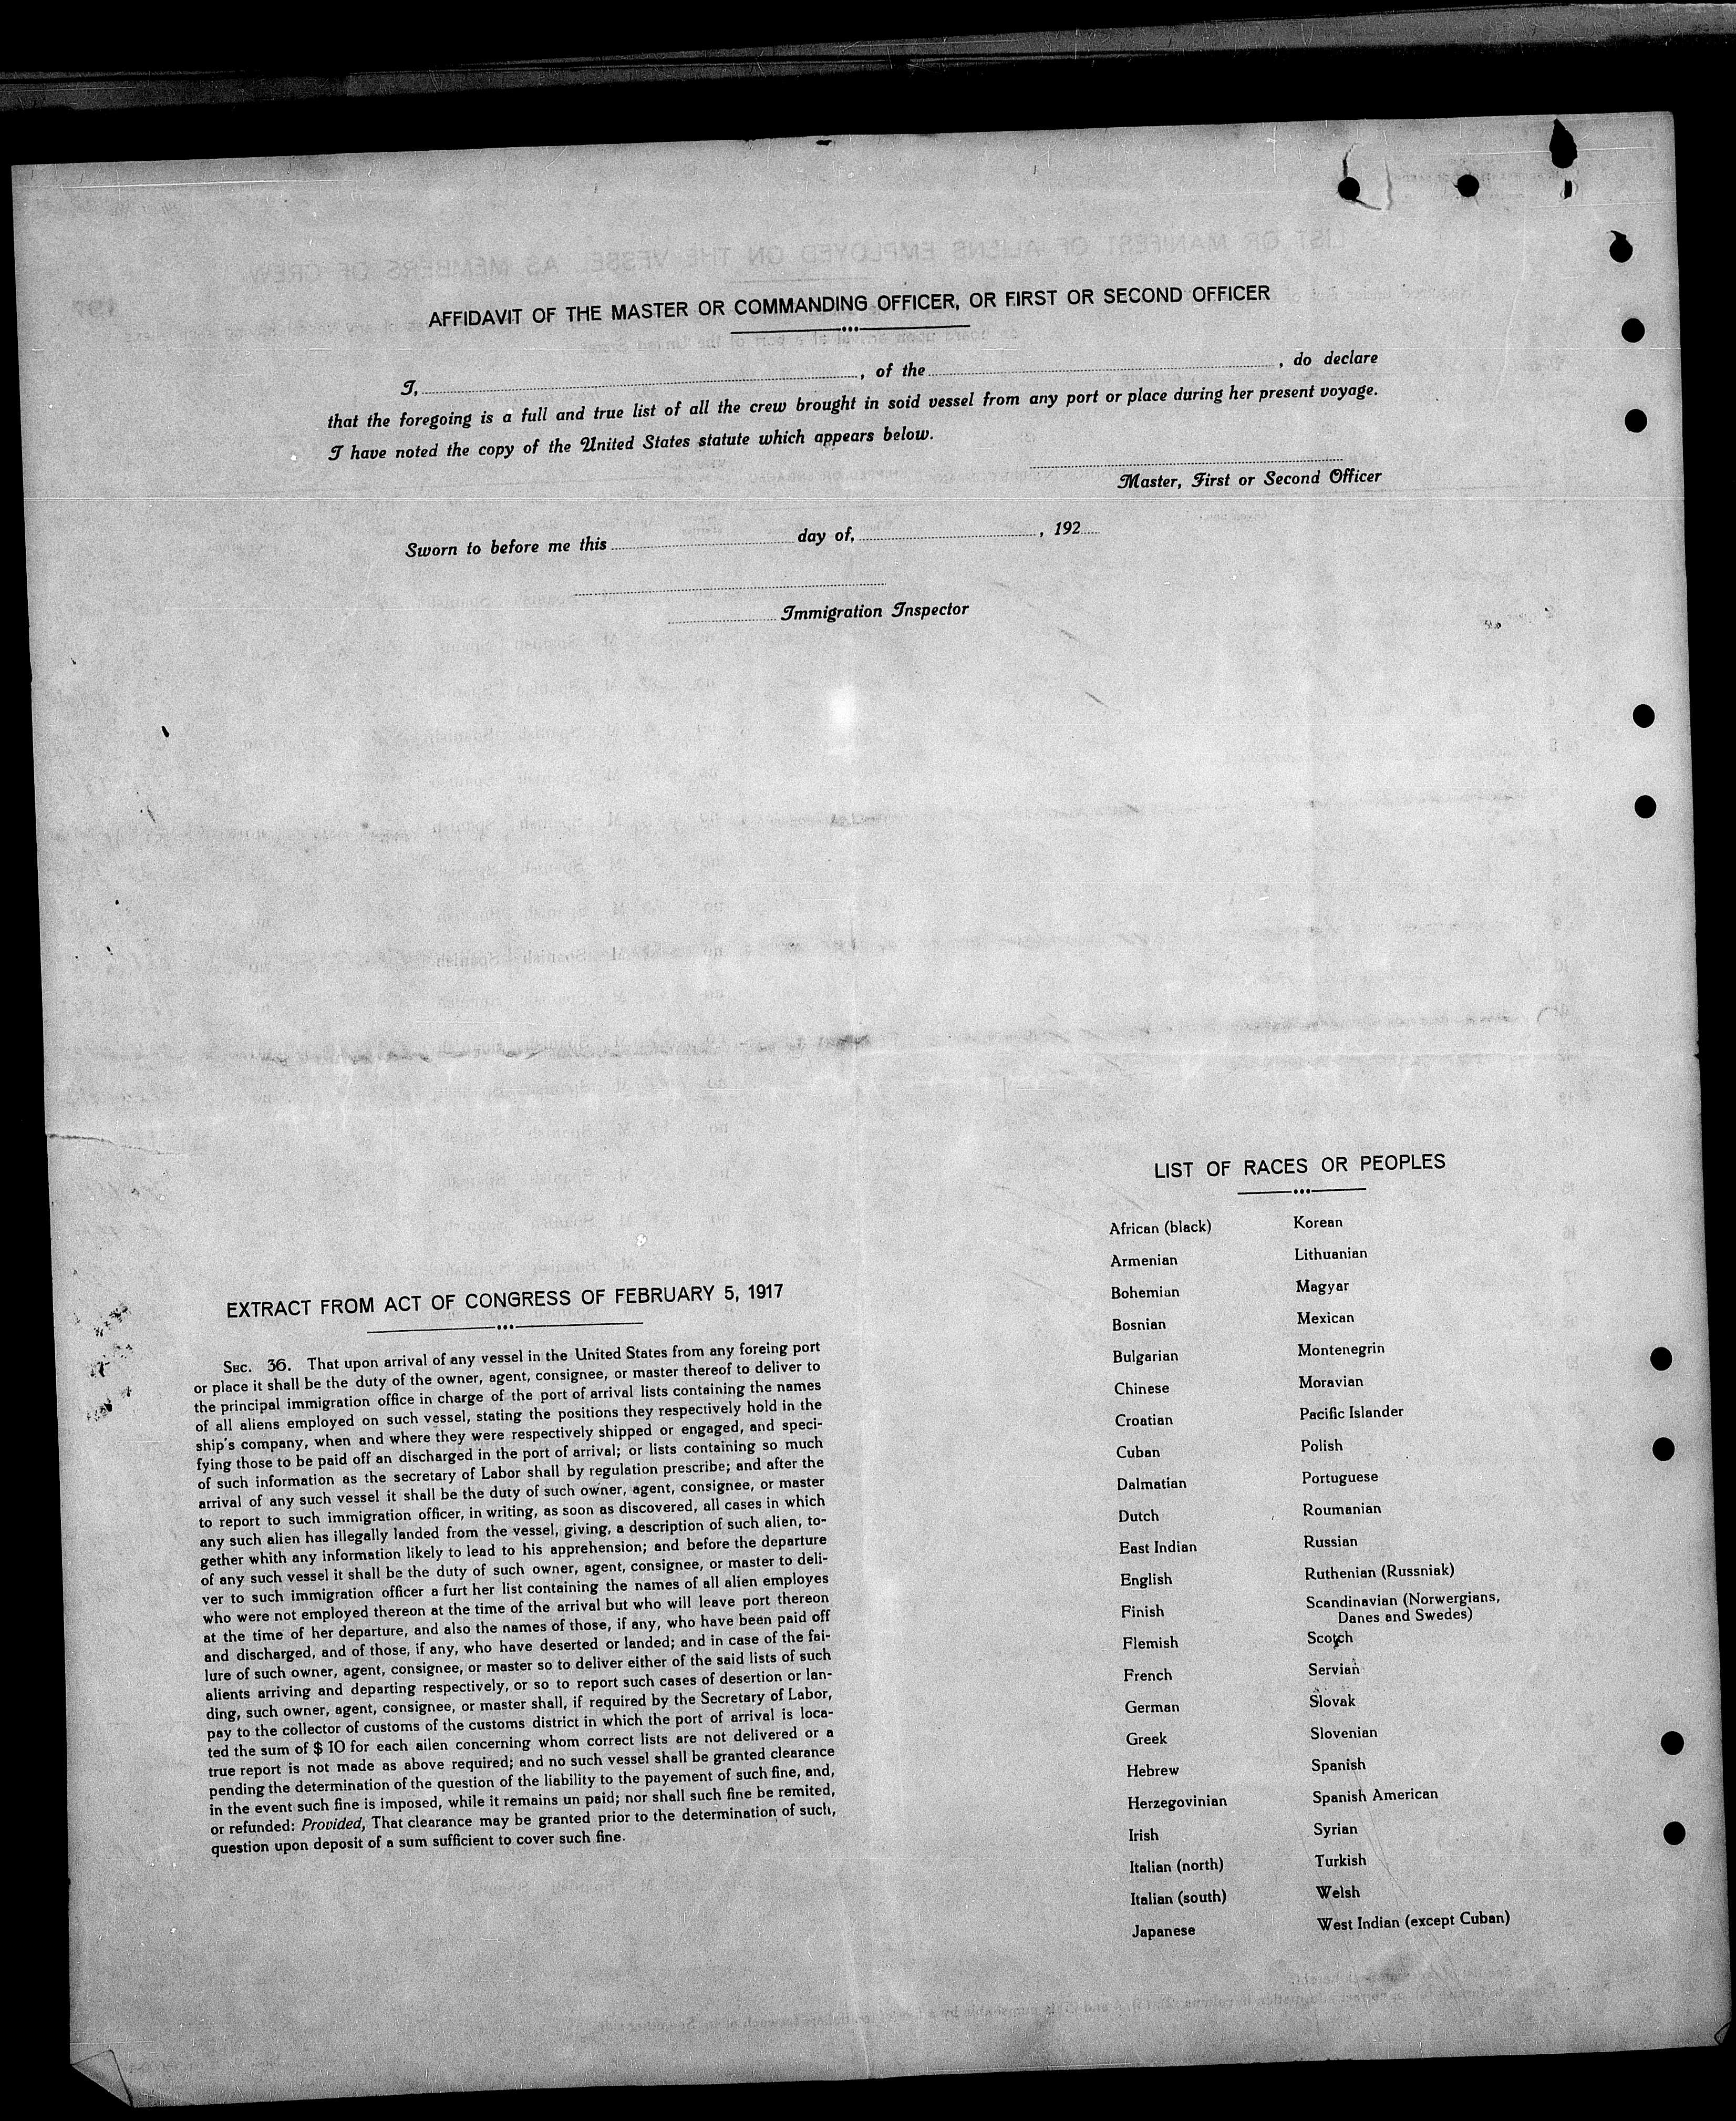 AFFIDAVIT OF THE MASTER OR COMMANDING OFFICER, OR FIRST OR SECOND OFFICER
I, , of the , do declare
that the foregoing is a full and true list of all the crew brought in soid vessel from any port or place during her present voyage.
I have noted the copy of the United States statute which appears below.
Master, First or Second Officer
Sworn to before me this day of, , 192
Immigration Inspector
EXTRACT FROM ACT OF CONGRESS OF FEBRUARY 5, 1917
SEC. 36. That upon arrival of any vessel in the United States from any foreing port
or place it shall be the duty of the owner, agent, consignee, or master thereof to deliver to
the principal immigration office in charge of the port of arrival lists containing the names
of all aliens employed on such vessel, stating the positions they respectively hold in the
ship's company, when and where they were respectively shipped or engaged, and speci-
fying those to be paid off an discharged in the port of arrival; or lists containing so much
of such information as the secretary of Labor shall by regulation prescribe; and after the
arrival of any such vessel it shall be the duty of such owner, agent, consignee, or master
to report to such immigration officer, in writing, as soon as discovered, all cases in which
any such alien has illegally landed from the vessel, giving, a description of such alien, to-
gether whith any information likely to lead to his apprehension; and before the departure
of any such vessel it shall be the duty of such owner, agent, consignee, or master to deli-
ver to such immigration officer a furt her list containing the names of all alien employes
who were not employed thereon at the time of the arrival but who will leave port thereon
at the time of her departure, and also the names of those, if any, who have been paid off
and discharged, and of those, if any, who have deserted or landed; and in case of the fai-
lure of such owner, agent, consignee, or master so to deliver either of the said lists of such
alients arriving and departing respectively, or so to report such cases of desertion or lan-
ding, such owner, agent, consignee, or master shall, if required by the Secretary of Labor,
pay to the collector of customs of the customs district in which the port of arrival is loca-
ted the sum of $ 10 for each ailen concerning whom correct lists are not delivered or a
true report is not made as above required; and no such vessel shall be granted clearance
pending the determination of the question of the liability to the payement of such fine, and,
in the event such fine is imposed, while it remains un paid; nor shall such fine be remited,
or refunded: Provided, That clearance may be granted prior to the determination of such,
question upon deposit of a sum sufficient to cover such fine.
LIST OF RACES OR PEOPLES
African (black)
Armenian
Bohemian
Bosnian
Bulgarian
Chinese
Croatian
Cuban
Dalmatian
Dutch
East Indian
English
Finish
Flemish
French
German
Greek
Hebrew
Herzegovinian
Irish
Italian (north)
Italian (south)
Japanese
Korean
Lithuanian
Magyar
Mexican
Montenegrin
Moravian
Pacific Islander
Polish
Portuguese
Roumanian
Russian
Ruthenian (Russniak)
Scandinavian (Norwergians,
Danes and Swedes)
Scotch
Servian
Slovak
Slovenian
Spanish
Spanish American
Syrian
Turkish
Welsh
West Indian (except Cuban)